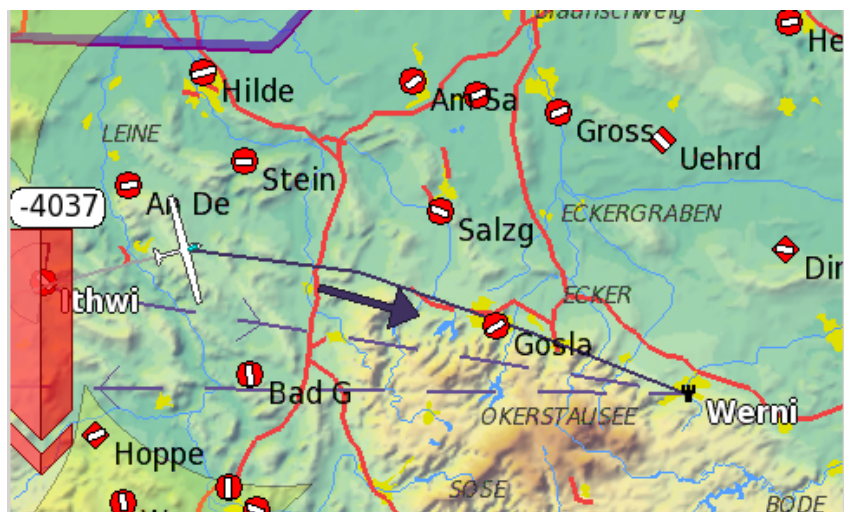 Braunschweig
He
Hilde
Am Sa
LEINE
Gross
Uehrd
Stein
An De
-4037
ECKERGRABEN
Salzg
Dir
Ithwi
ECKER
Gosla
Bad G
OKERSTAUSEE
Werni
Hoppe
SOSE
BODE